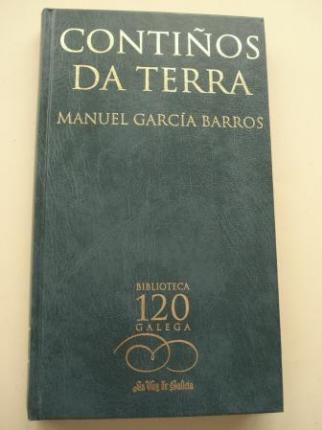 CONTIÑOS
DA TERRA
MANUEL GARCÍA BARROS
BIBLIOTECA
120
GALEGA
La Voz de Galicia